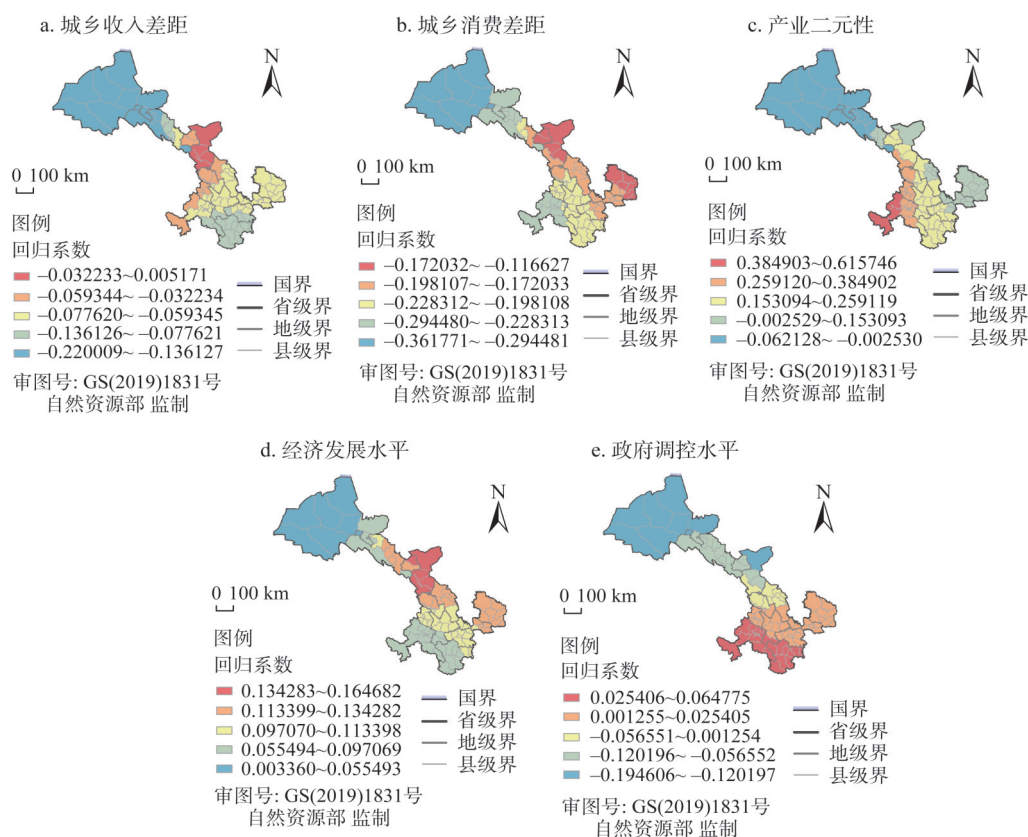 a. 城乡收入差距
N
0 100 km
图例
回归系数
–0.032233~0.005171
–0.059344~ –0.032234
–0.077620~ –0.059345
–0.136126~ –0.077621
–0.220009~ –0.136127
国界
省级界
地级界
县级界
审图号: GS(2019)1831号
自然资源部 监制
b. 城乡消费差距
N
0 100 km
图例
回归系数
–0.172032~ –0.116627
–0.198107~ –0.172033
–0.228312~ –0.198108
–0.294480~ –0.228313
–0.361771~ –0.294481
国界
省级界
地级界
县级界
审图号: GS(2019)1831号
自然资源部 监制
c. 产业二元性
N
0 100 km
图例
回归系数
0.384903~0.615746
0.259120~0.384902
0.153094~0.259119
–0.002529~0.153093
–0.062128~ –0.002530
国界
省级界
地级界
县级界
审图号: GS(2019)1831号
自然资源部 监制
d. 经济发展水平
N
0 100 km
图例
回归系数
0.134283~0.164682
0.113399~0.134282
0.097070~0.113398
0.055494~0.097069
0.003360~0.055493
国界
省级界
地级界
县级界
审图号: GS(2019)1831号
自然资源部 监制
e. 政府调控水平
N
0 100 km
图例
回归系数
0.025406~0.064775
0.001255~0.025405
–0.056551~0.001254
–0.120196~ –0.056552
–0.194606~ –0.120197
国界
省级界
地级界
县级界
审图号: GS(2019)1831号
自然资源部 监制